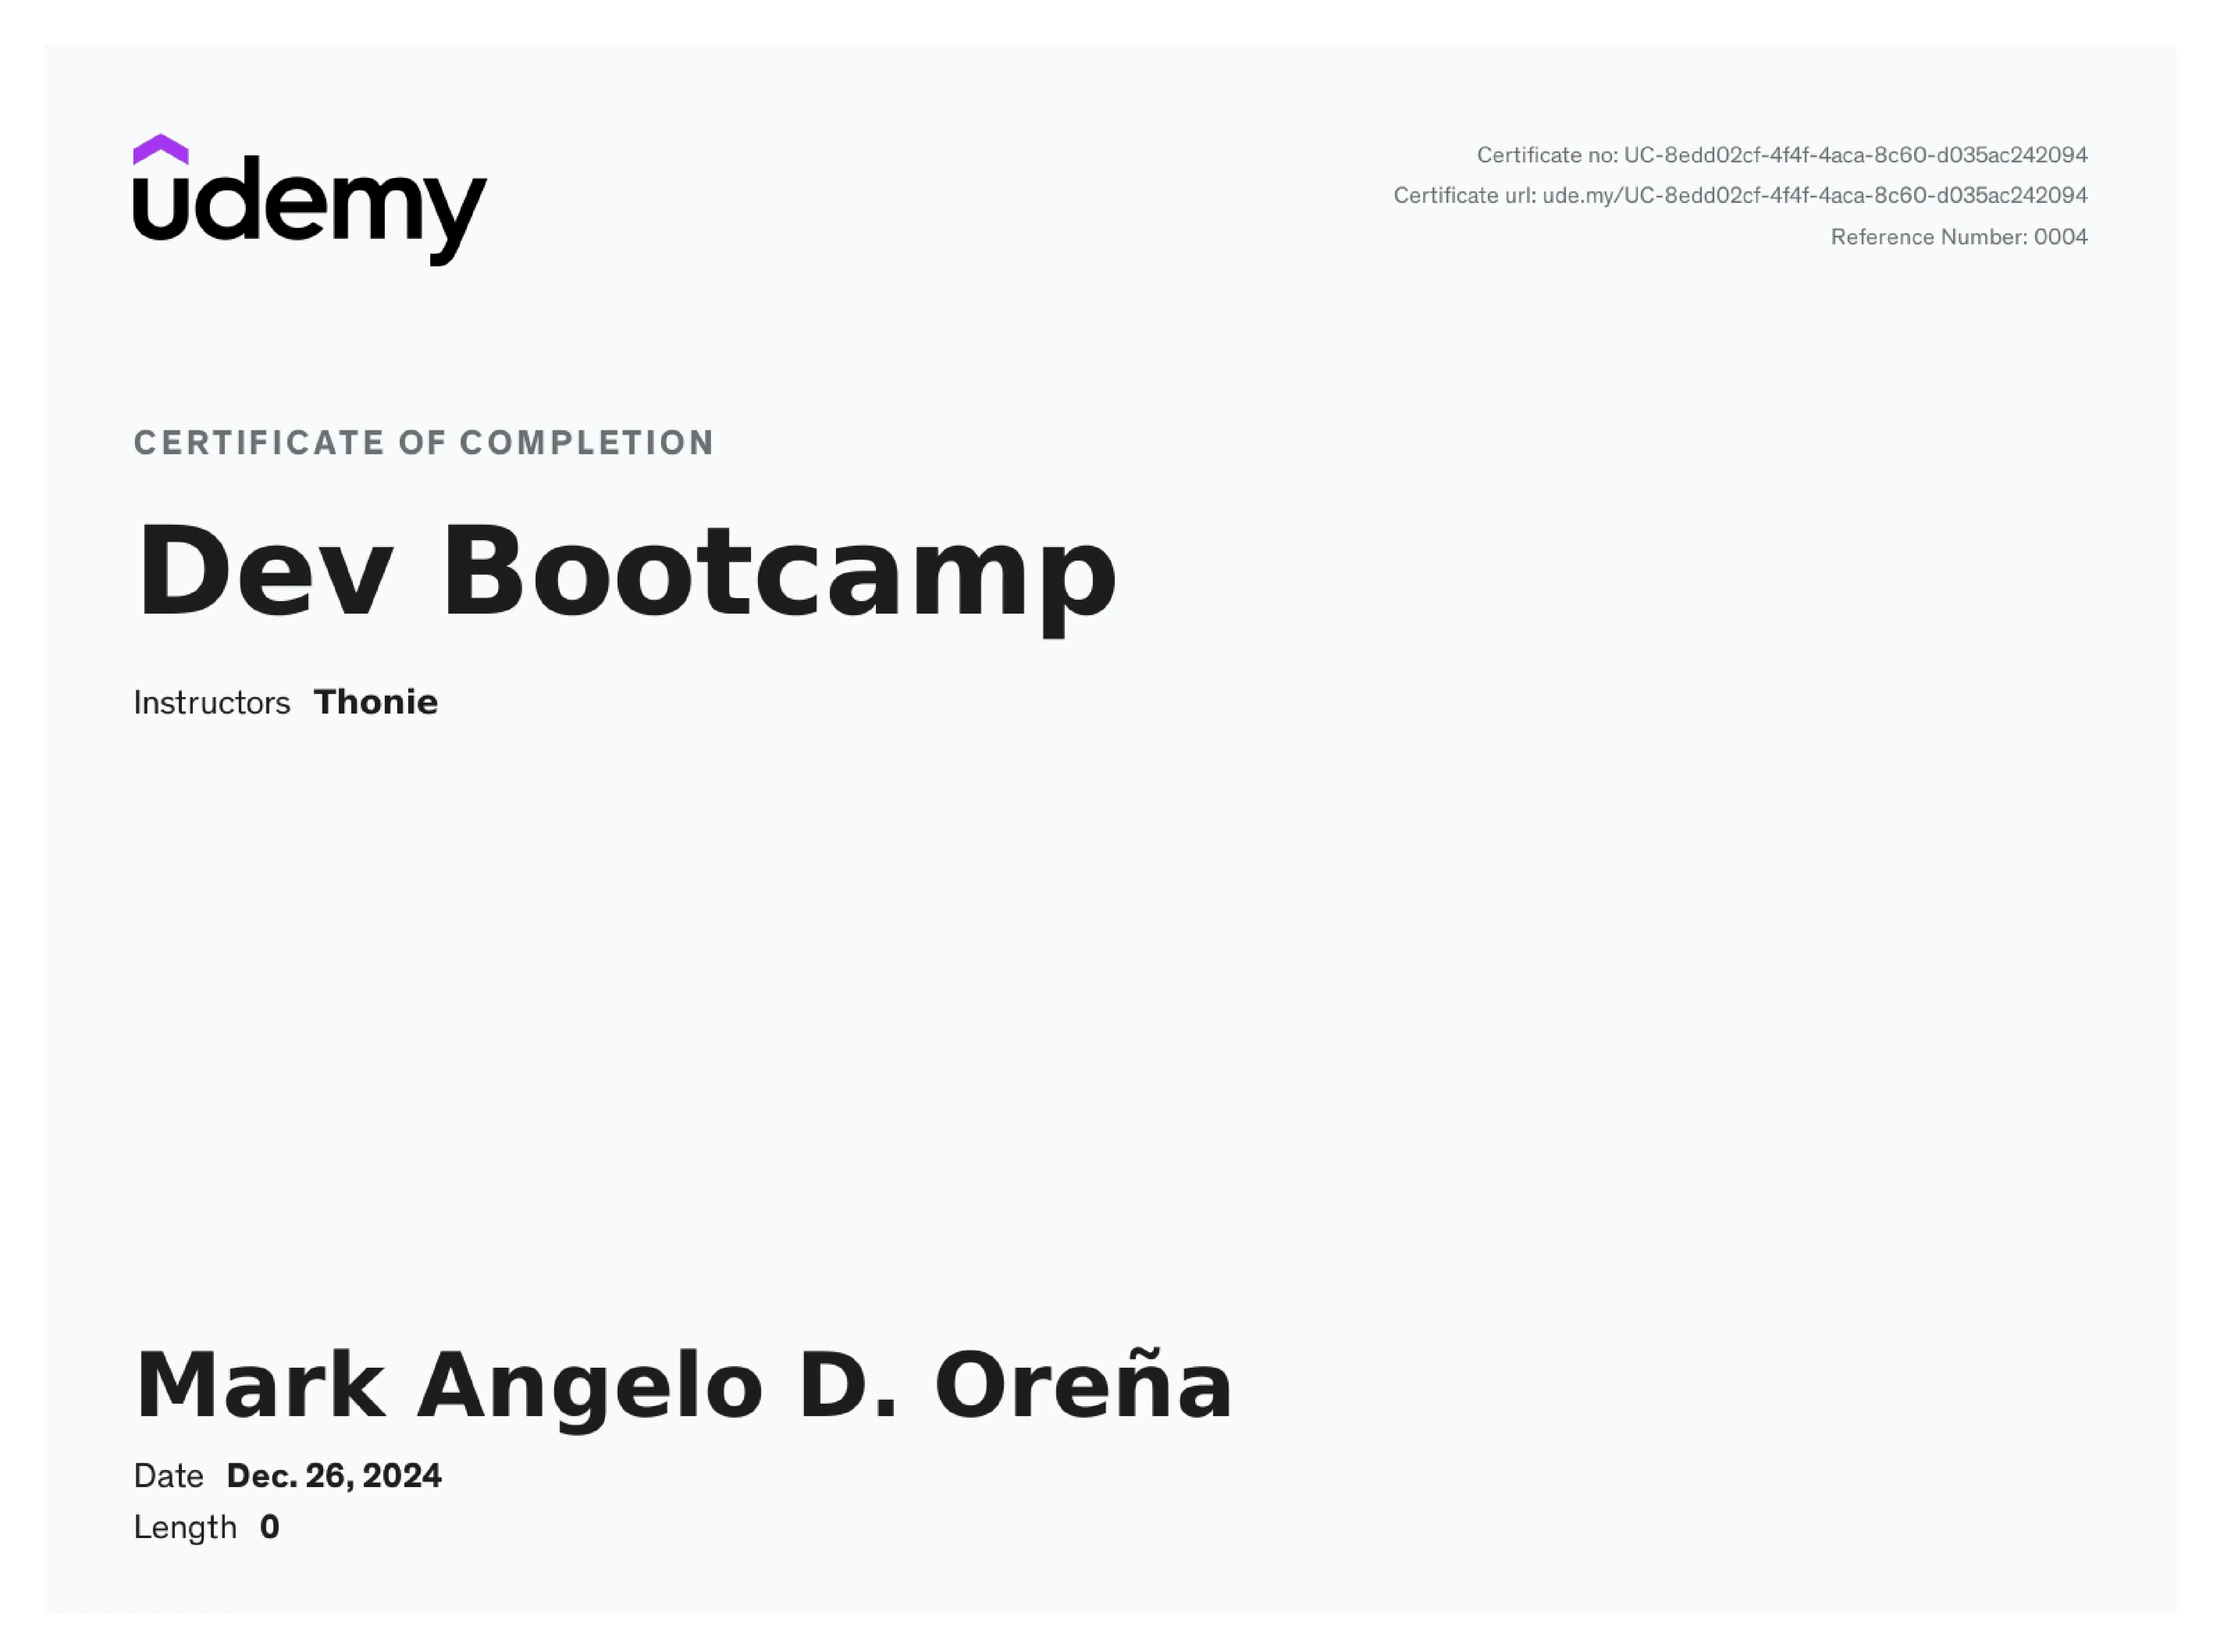 udemy
Certificate no: UC-8edd02cf-4f4f-4aca-8c60-d035ac242094
Certificate url: ude.my/UC-8edd02cf-4f4f-4aca-8c60-d035ac242094
Reference Number: 0004
CERTIFICATE OF COMPLETION
Dev Bootcamp
Instructors Thonie
Mark Angelo D. Oreña
Date Dec. 26, 2024
Length 0